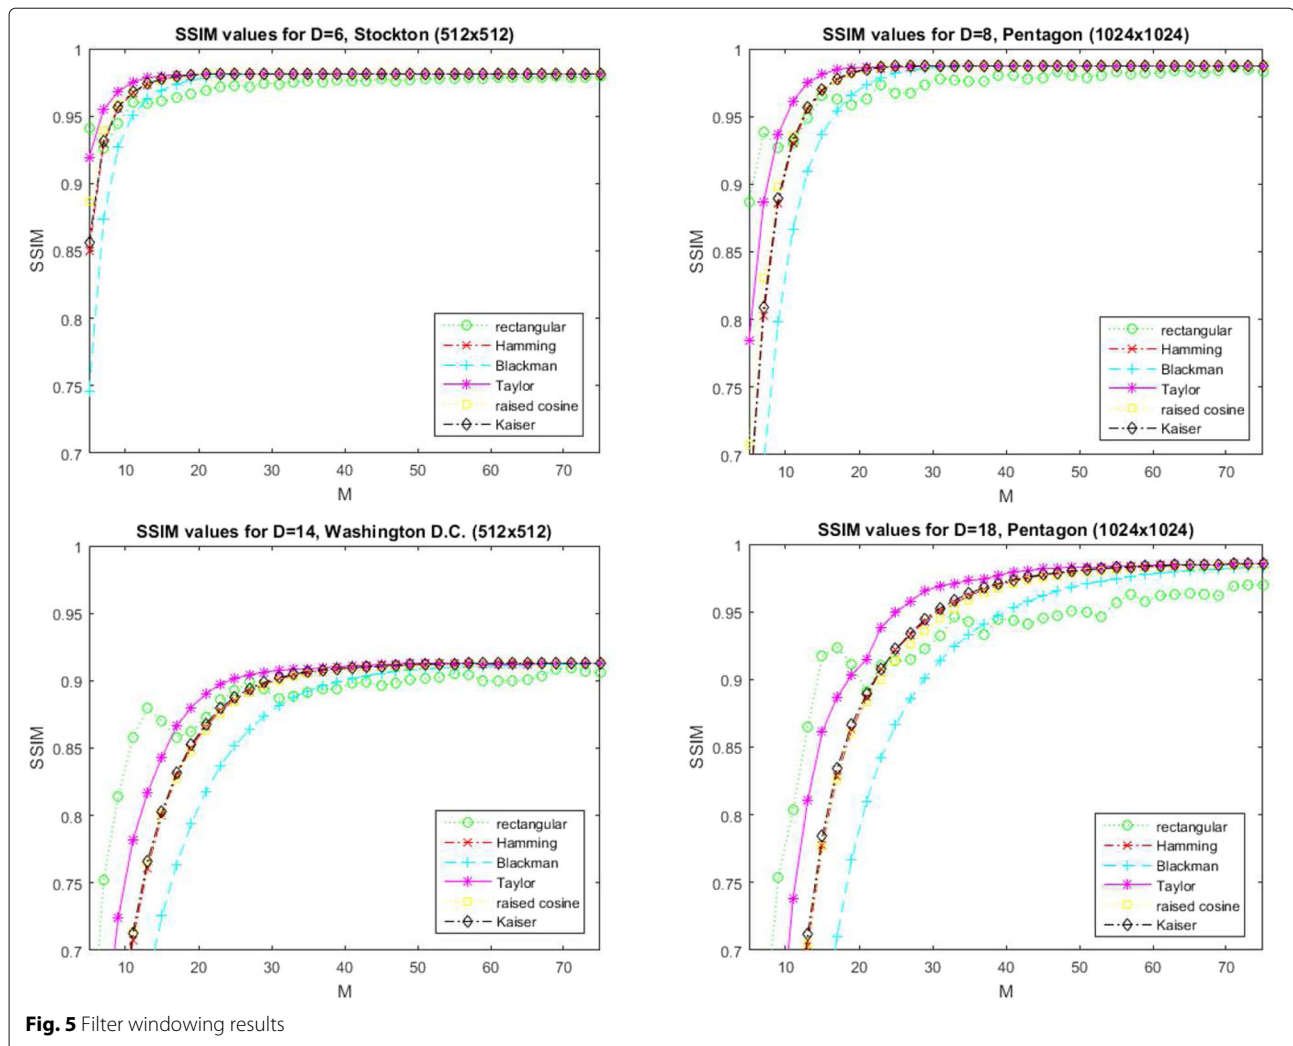 SSIM values for D=6, Stockton (512x512)
1
0.95
0.9
0.85
0.8
0.75
0.7
SSIM
10 20 30 40 50 60 70
M
rectangular
Hamming
Blackman
Taylor
raised cosine
Kaiser
SSIM values for D=8, Pentagon (1024x1024)
1
0.95
0.9
0.85
0.8
0.75
0.7
SSIM
10 20 30 40 50 60 70
M
rectangular
Hamming
Blackman
Taylor
raised cosine
Kaiser
SSIM values for D=14, Washington D.C. (512x512)
1
0.95
0.9
0.85
0.8
0.75
0.7
SSIM
10 20 30 40 50 60 70
M
rectangular
Hamming
Blackman
Taylor
raised cosine
Kaiser
SSIM values for D=18, Pentagon (1024x1024)
1
0.95
0.9
0.85
0.8
0.75
0.7
SSIM
10 20 30 40 50 60 70
M
rectangular
Hamming
Blackman
Taylor
raised cosine
Kaiser
Fig. 5 Filter windowing results